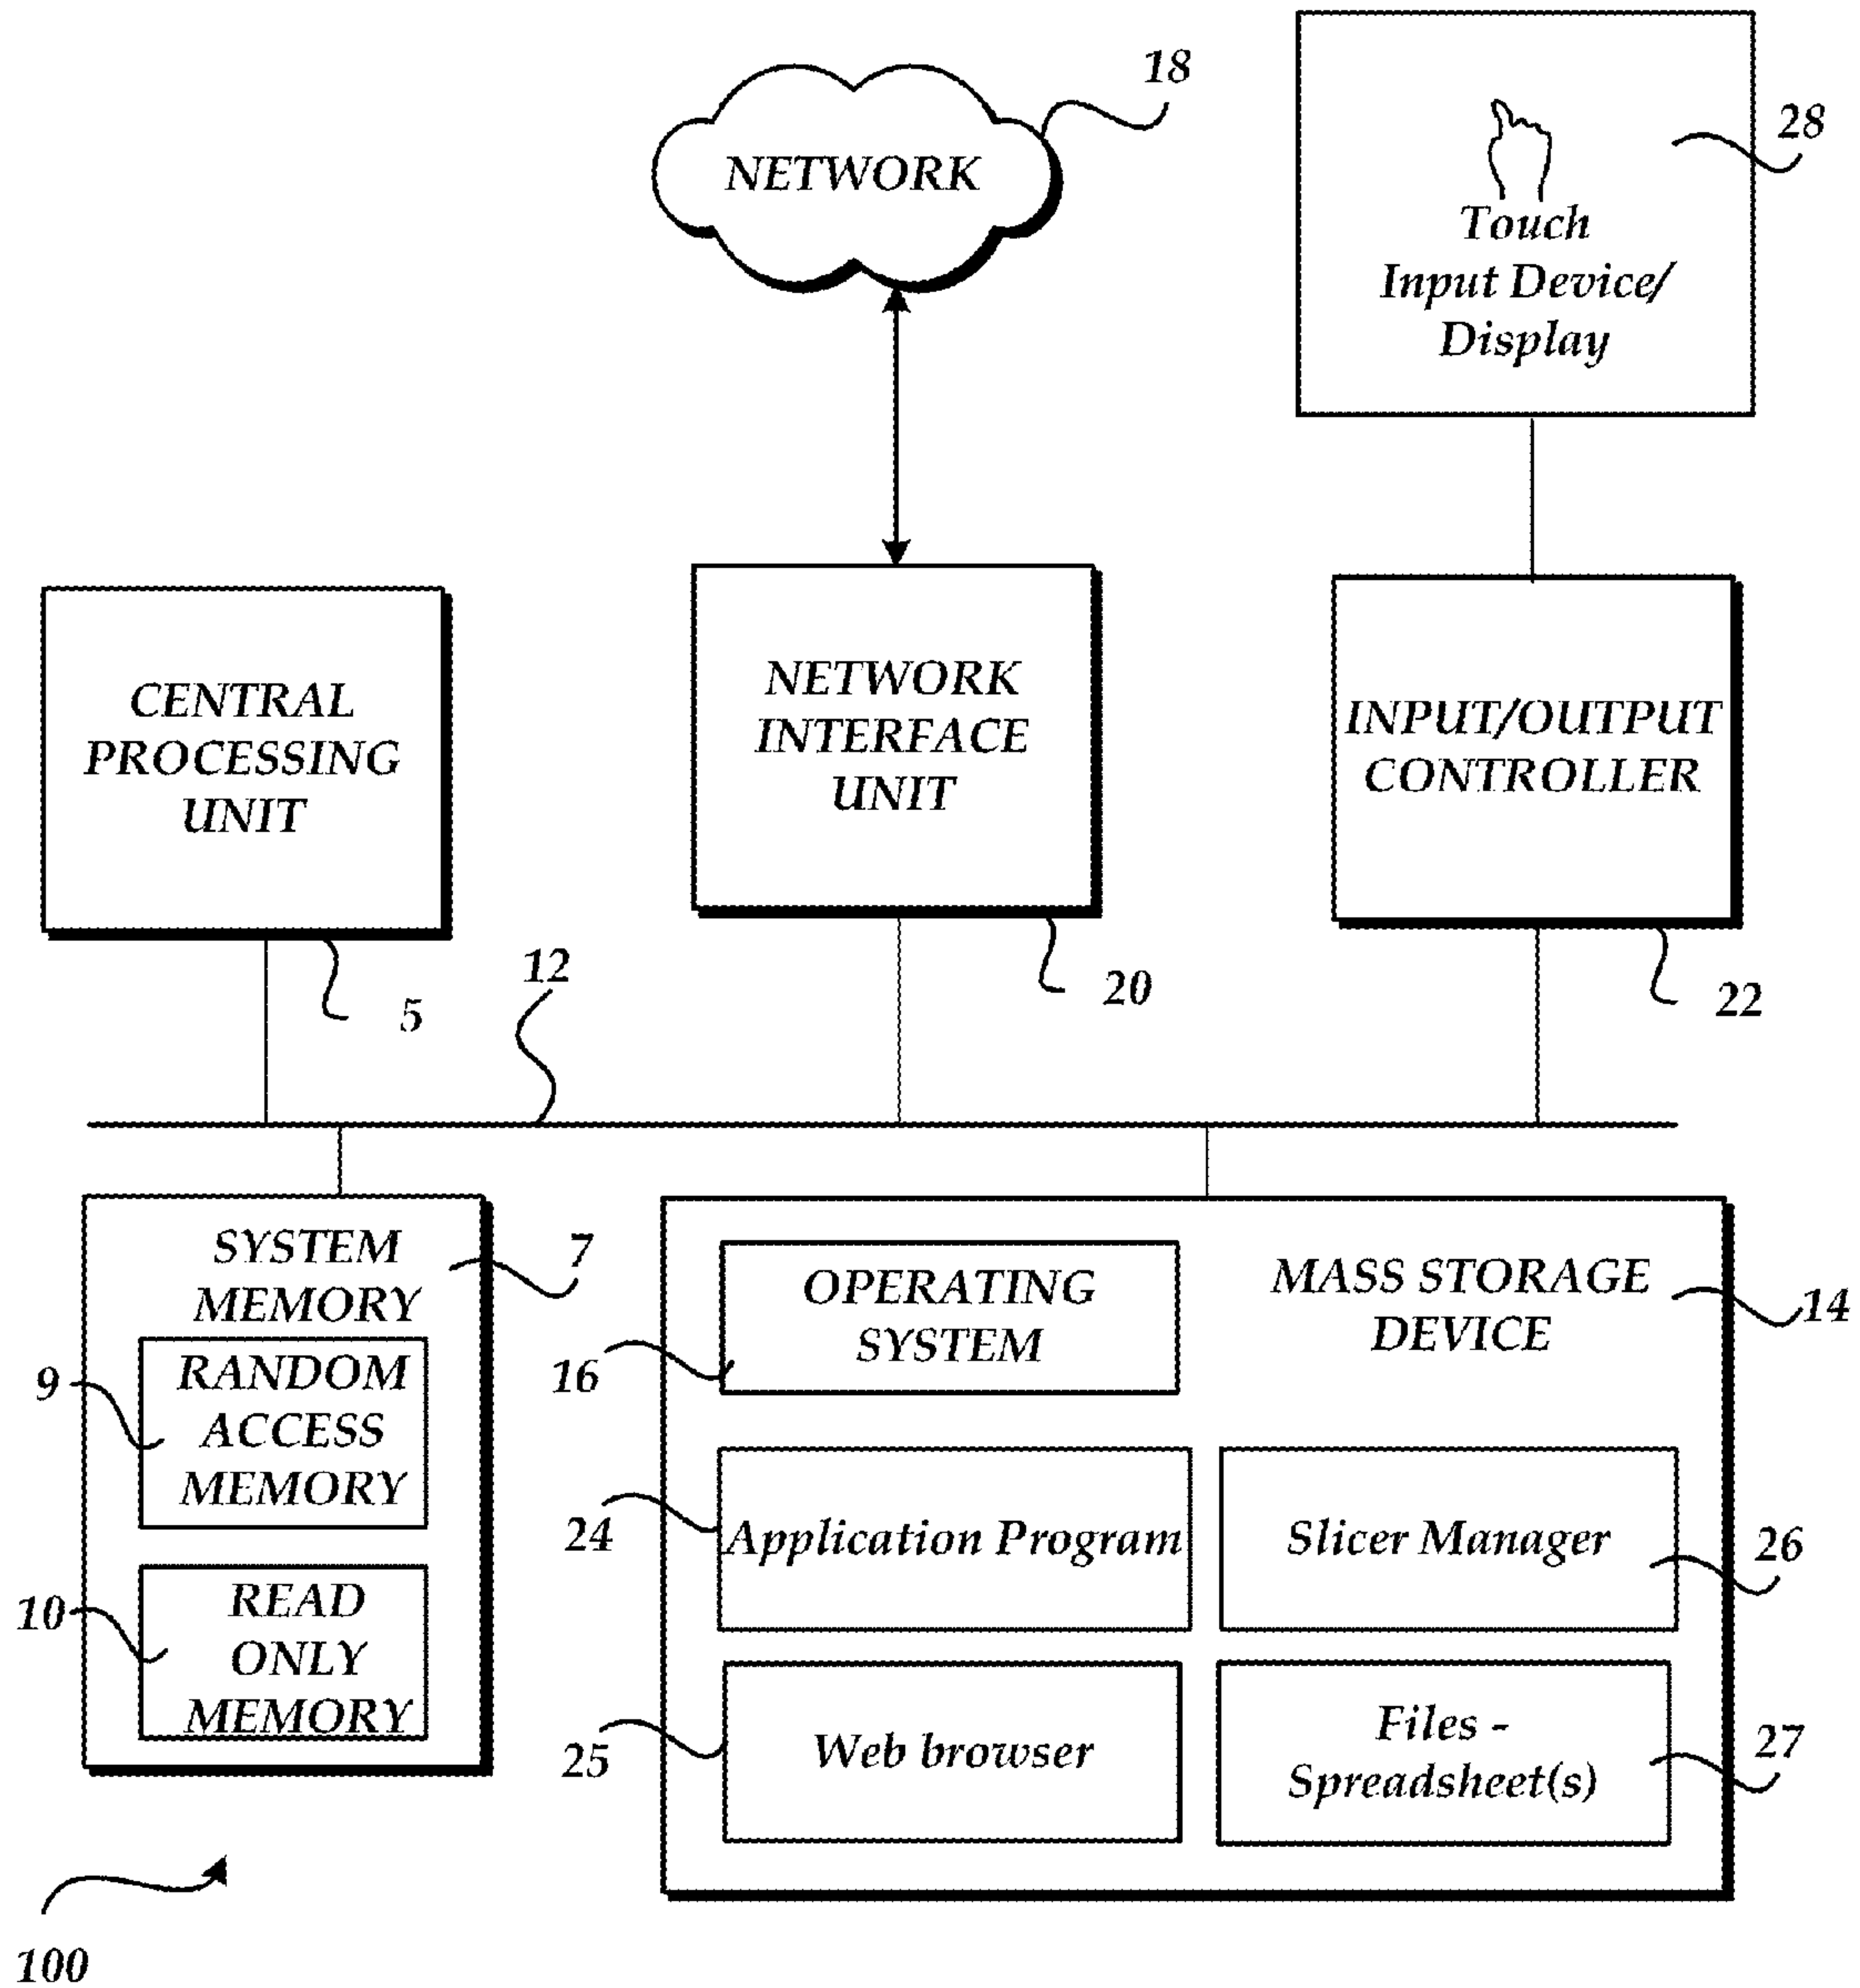 18
NETWORK
28
Touch
Input Device/
Display
CENTRAL
PROCESSING
UNIT
5
NETWORK
INTERFACE
UNIT
20
INPUT/OUTPUT
CONTROLLER
22
12
SYSTEM
MEMORY
7
RANDOM
ACCESS
MEMORY
9
READ
ONLY
MEMORY
10
OPERATING
SYSTEM
16
MASS STORAGE
DEVICE
14
Application Program
24
Slicer Manager
26
Web browser
25
Files -
Spreadsheet(s)
27
100